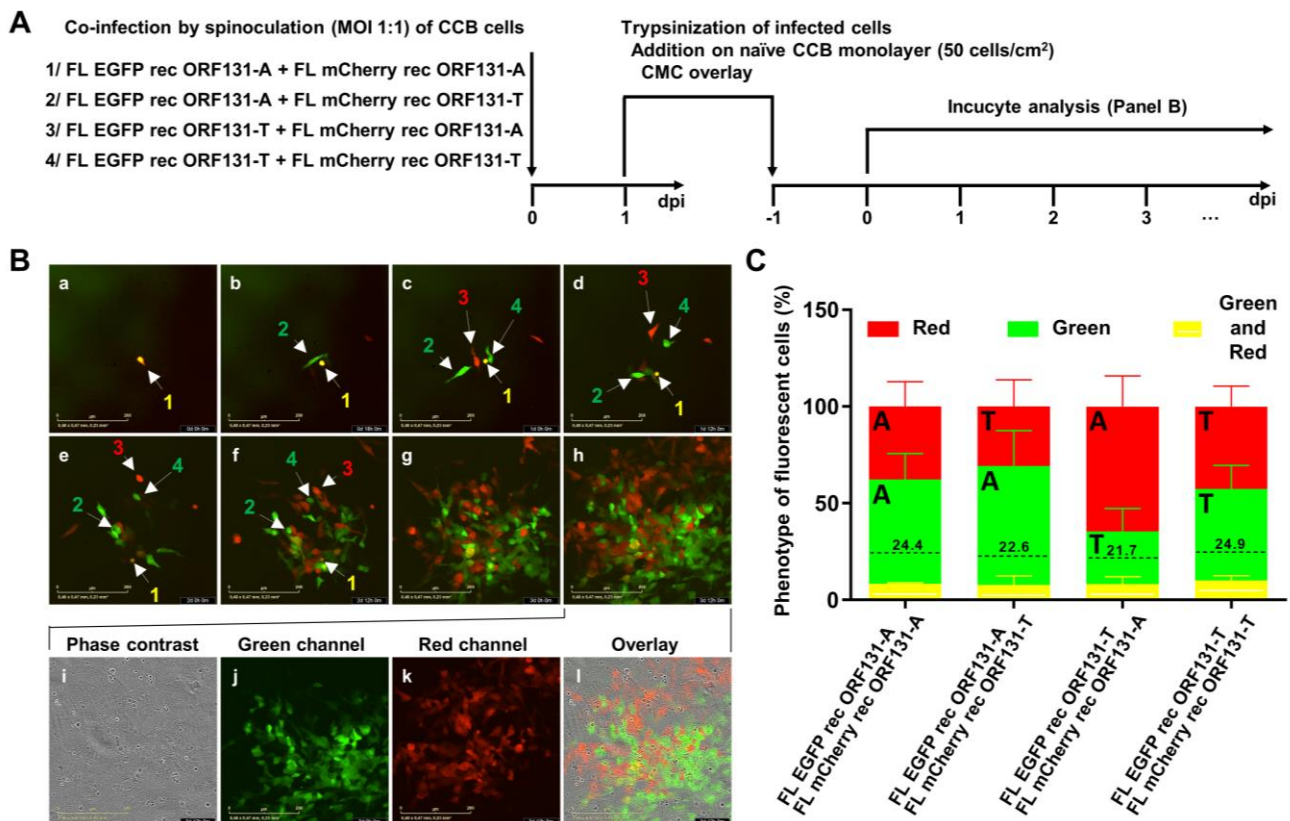 A
Co-infection by spinoculation (MOI 1:1) of CCB cells
1/ FL EGFP rec ORF131-A + FL mCherry rec ORF131-A
2/ FL EGFP rec ORF131-A + FL mCherry rec ORF131-T
3/ FL EGFP rec ORF131-T + FL mCherry rec ORF131-A
4/ FL EGFP rec ORF131-T + FL mCherry rec ORF131-T
Trypsinization of infected cells
Addition on naïve CCB monolayer (50 cells/cm²)
CMC overlay
Incucyte analysis (Panel B)
0 1 dpi
-1 0 1 2 3 ... dpi
B
a b c d
1
2 1
2 3 4 1
3 4 2 1
e f g h
3 4 2 1
4 3 2 1
Phase contrast Green channel Red channel Overlay
i j k l
C
Phenotype of fluorescent cells (%)
150
100
50
0
Red Green Green and Red
A T A T
A A T T
24.4 22.6 21.7 24.9
FL EGFP rec ORF131-A
FL mCherry rec ORF131-A
FL EGFP rec ORF131-A
FL mCherry rec ORF131-T
FL EGFP rec ORF131-T
FL mCherry rec ORF131-A
FL EGFP rec ORF131-T
FL mCherry rec ORF131-T